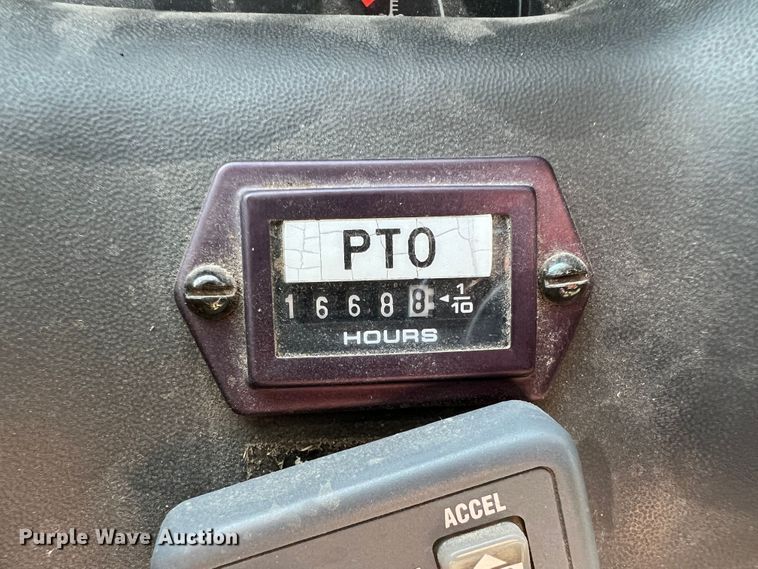 PTO
16688 ◄ 1/10
HOURS
ACCEL
Purple Wave Auction